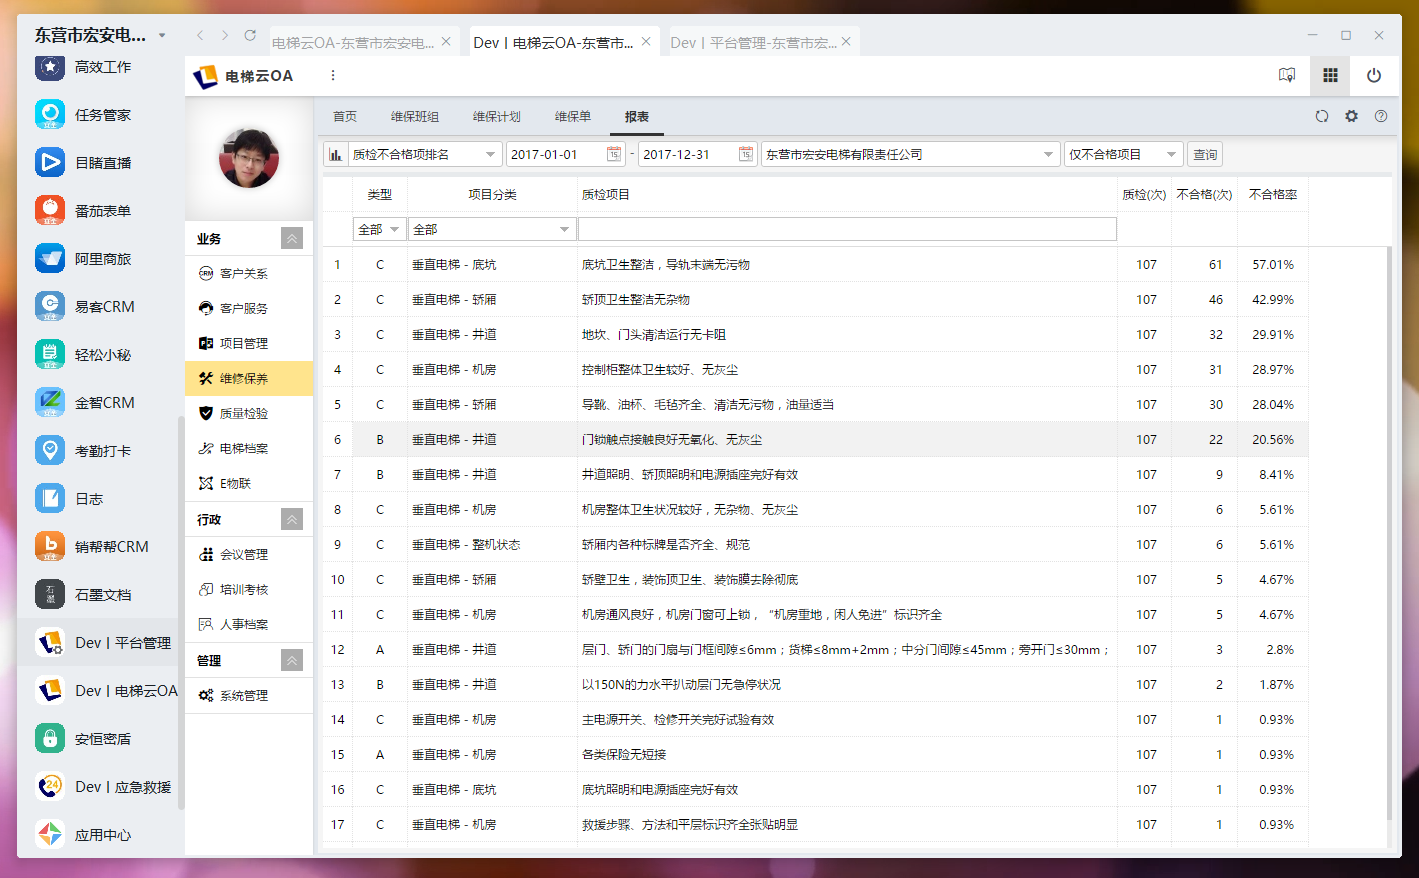 东营市宏安电...
电梯云OA-东营市宏安电...
Dev丨电梯云OA-东营市...
Dev丨平台管理-东营市宏...
高效工作
任务管家
目睹直播
番茄表单
阿里商旅
易客CRM
轻松小秘
金智CRM
考勤打卡
日志
销帮帮CRM
石墨文档
Dev丨平台管理
Dev丨电梯云OA
安恒密盾
Dev丨应急救援
应用中心
电梯云OA
业务
客户关系
客户服务
项目管理
维修保养
质量检验
电梯档案
E物联
行政
会议管理
培训考核
人事档案
管理
系统管理
首页 维保班组 维保计划 维保单 报表
质检不合格项排名 2017-01-01 - 2017-12-31 东营市宏安电梯有限责任公司 仅不合格项目 查询
类型 项目分类 质检项目 质检(次) 不合格(次) 不合格率
全部 全部
1 C 垂直电梯 - 底坑 底坑卫生整洁，导轨末端无污物 107 61 57.01%
2 C 垂直电梯 - 轿厢 轿顶卫生整洁无杂物 107 46 42.99%
3 C 垂直电梯 - 井道 地坎、门头清洁运行无卡阻 107 32 29.91%
4 C 垂直电梯 - 机房 控制柜整体卫生较好、无灰尘 107 31 28.97%
5 C 垂直电梯 - 轿厢 导靴、油杯、毛毡齐全、清洁无污物，油量适当 107 30 28.04%
6 B 垂直电梯 - 井道 门锁触点接触良好无氧化、无灰尘 107 22 20.56%
7 B 垂直电梯 - 井道 井道照明、轿顶照明和电源插座完好有效 107 9 8.41%
8 C 垂直电梯 - 机房 机房整体卫生状况较好，无杂物、无灰尘 107 6 5.61%
9 C 垂直电梯 - 整机状态 轿厢内各种标牌是否齐全、规范 107 6 5.61%
10 C 垂直电梯 - 轿厢 轿壁卫生，装饰顶卫生、装饰膜去除彻底 107 5 4.67%
11 C 垂直电梯 - 机房 机房通风良好，机房门窗可上锁，“机房重地，闲人免进”标识齐全 107 5 4.67%
12 A 垂直电梯 - 井道 层门、轿门的门扇与门框间隙≤6mm；货梯≤8mm+2mm；中分门间隙≤45mm；旁开门≤30mm； 107 3 2.8%
13 B 垂直电梯 - 井道 以150N的力水平扒动层门无急停状况 107 2 1.87%
14 C 垂直电梯 - 机房 主电源开关、检修开关完好试验有效 107 1 0.93%
15 A 垂直电梯 - 机房 各类保险无短接 107 1 0.93%
16 C 垂直电梯 - 底坑 底坑照明和电源插座完好有效 107 1 0.93%
17 C 垂直电梯 - 机房 救援步骤、方法和平层标识齐全张贴明显 107 1 0.93%